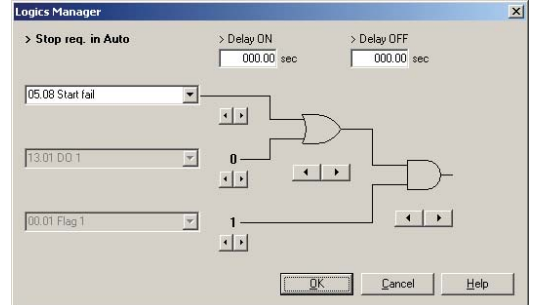 Logics Manager
> Stop req. in Auto
> Delay ON
> Delay OFF
000.00 sec
000.00 sec
05.08 Start fail
13.01 DO 1
0
00.01 Flag 1
1
OK
Cancel
Help